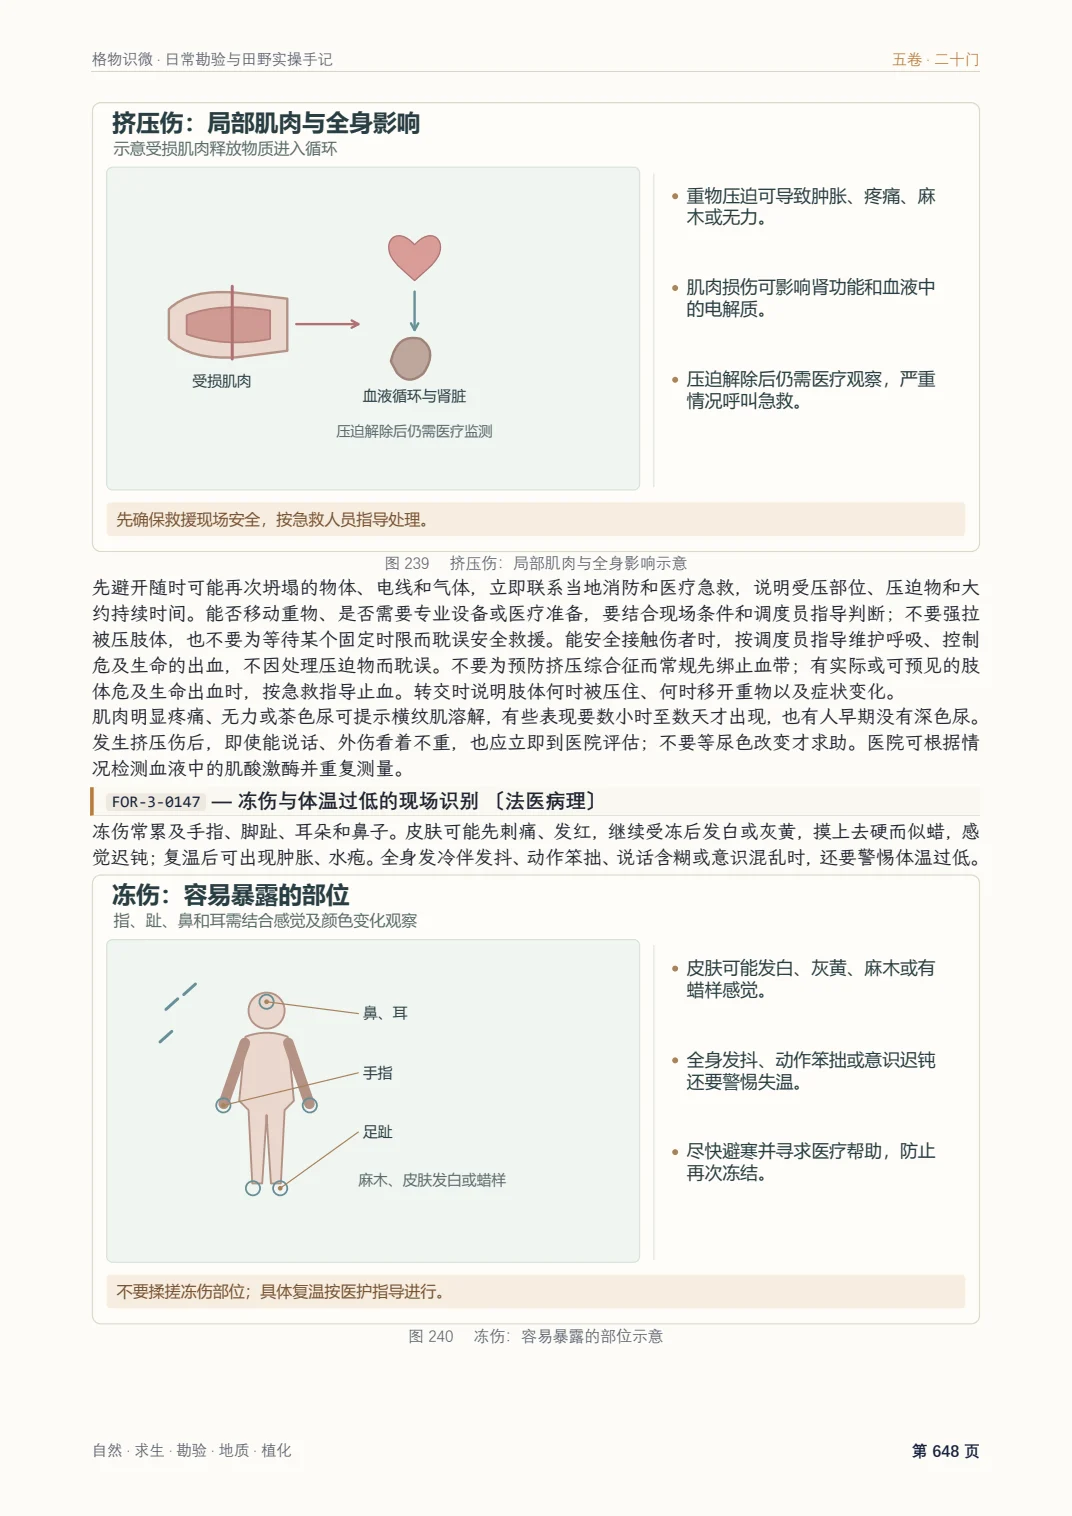 格物识微 · 日常勘验与田野实操手记
五卷 · 二十门
挤压伤：局部肌肉与全身影响
示意受损肌肉释放物质进入循环
受损肌肉
血液循环与肾脏
压迫解除后仍需医疗监测
• 重物压迫可导致肿胀、疼痛、麻
木或无力。
• 肌肉损伤可影响肾功能和血液中
的电解质。
• 压迫解除后仍需医疗观察，严重
情况呼叫急救。
先确保救援现场安全，按急救人员指导处理。
图 239 挤压伤：局部肌肉与全身影响示意
先避开随时可能再次坍塌的物体、电线和气体，立即联系当地消防和医疗急救，说明受压部位、压迫物和大
约持续时间。能否移动重物、是否需要专业设备或医疗准备，要结合现场条件和调度员指导判断；不要强拉
被压肢体，也不要为等待某个固定时限而耽误安全救援。能安全接触伤者时，按调度员指导维护呼吸、控制
危及生命的出血，不因处理压迫物而耽误。不要为预防挤压综合征而常规先绑止血带；有实际或可预见的肢
体危及生命出血时，按急救指导止血。转交时说明肢体何时被压住、何时移开重物以及症状变化。
肌肉明显疼痛、无力或茶色尿可提示横纹肌溶解，有些表现要数小时至数天才出现，也有人早期没有深色尿。
发生挤压伤后，即使能说话、外伤看着不重，也应立即到医院评估；不要等尿色改变才求助。医院可根据情
况检测血液中的肌酸激酶并重复测量。
FOR-3-0147 — 冻伤与体温过低的现场识别 〔法医病理〕
冻伤常累及手指、脚趾、耳朵和鼻子。皮肤可能先刺痛、发红，继续受冻后发白或灰黄，摸上去硬而似蜡，感
觉迟钝；复温后可出现肿胀、水疱。全身发冷伴发抖、动作笨拙、说话含糊或意识混乱时，还要警惕体温过低。
冻伤：容易暴露的部位
指、趾、鼻和耳需结合感觉及颜色变化观察
鼻、耳
手指
足趾
麻木、皮肤发白或蜡样
• 皮肤可能发白、灰黄、麻木或有
蜡样感觉。
• 全身发抖、动作笨拙或意识迟钝
还要警惕失温。
• 尽快避寒并寻求医疗帮助，防止
再次冻结。
不要揉搓冻伤部位；具体复温按医护指导进行。
图 240 冻伤：容易暴露的部位示意
自然 · 求生 · 勘验 · 地质 · 植化
第 648 页